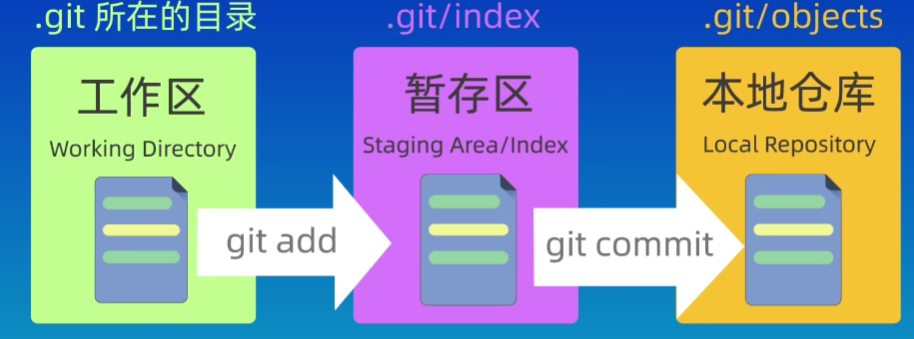 .git 所在的目录
.git/index
.git/objects
工作区
Working Directory
暂存区
Staging Area/Index
本地仓库
Local Repository
git add
git commit